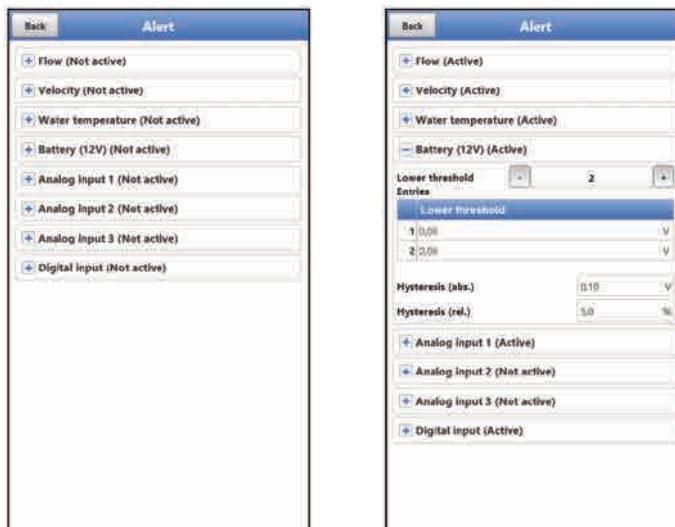 Back Alert
+ Flow (Not active)
+ Velocity (Not active)
+ Water temperature (Not active)
+ Battery (12V) (Not active)
+ Analog input 1 (Not active)
+ Analog input 2 (Not active)
+ Analog input 3 (Not active)
+ Digital input (Not active)
Back Alert
+ Flow (Active)
+ Velocity (Active)
+ Water temperature (Active)
− Battery (12V) (Active)
Lower threshold - 2 +
Entries
Lower threshold
1 0,00 V
2 0,00 V
Hysteresis (abs.) 0.10 V
Hysteresis (rel.) 5.0 %
+ Analog input 1 (Active)
+ Analog input 2 (Not active)
+ Analog input 3 (Not active)
+ Digital input (Active)